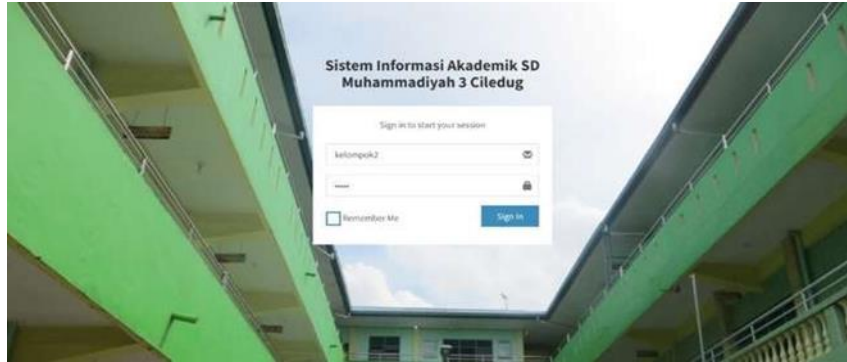 Sistem Informasi Akademik SD
Muhammadiyah 3 Ciledug
Sign in to start your session
kelompok2
Remember Me
Sign In